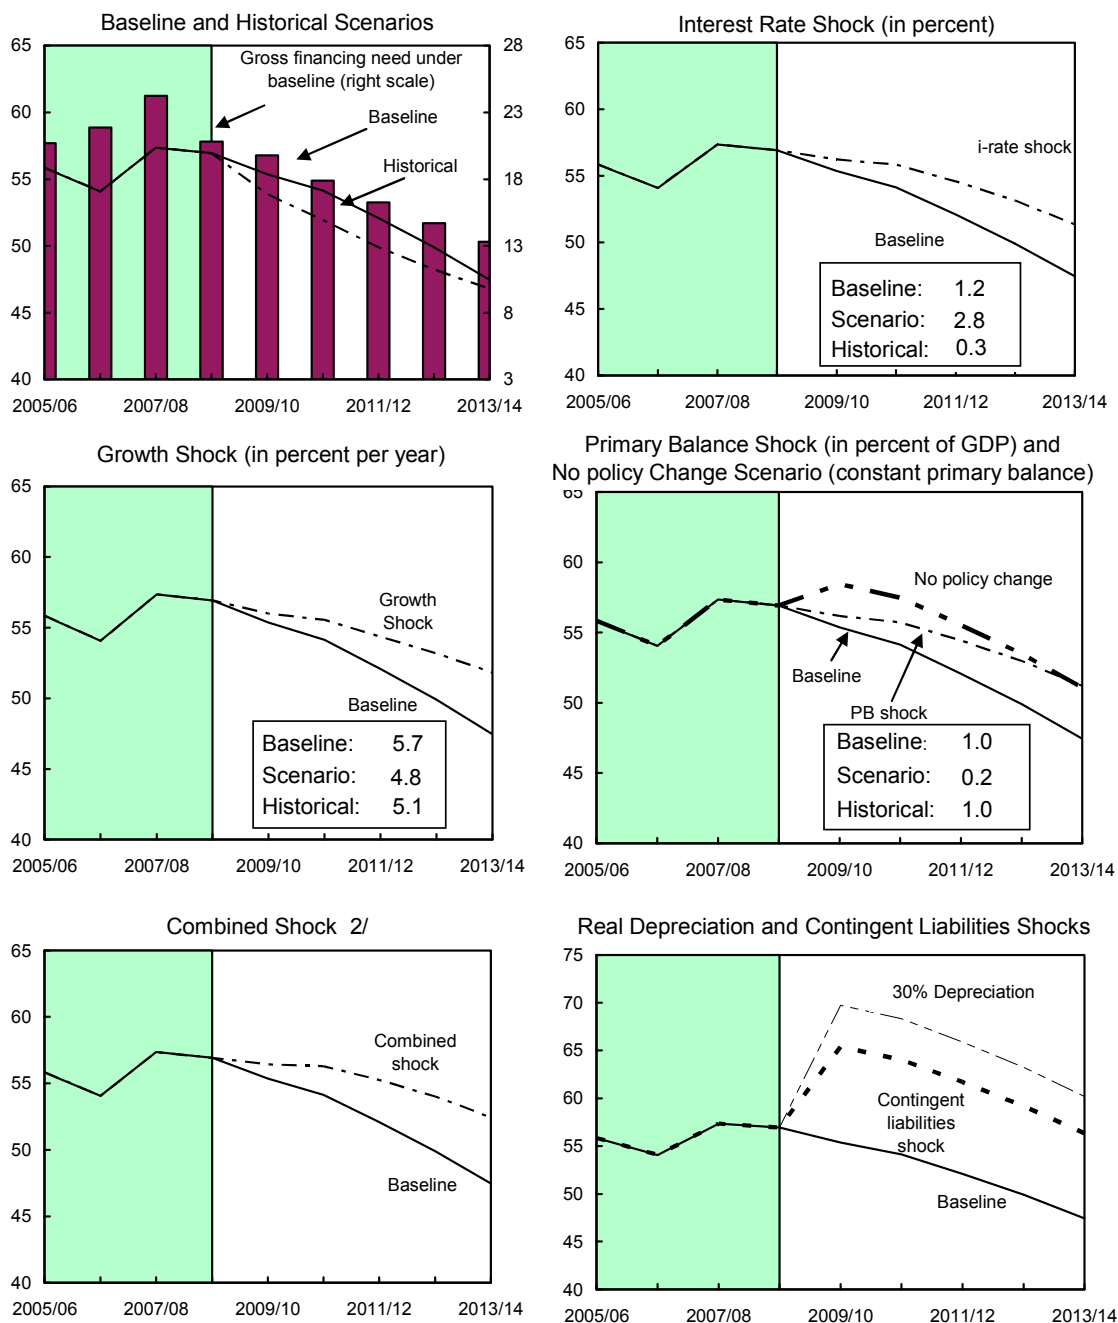 Baseline and Historical Scenarios
65
60
55
50
45
40
28
23
18
13
8
3
Gross financing need under
baseline (right scale)
Baseline
Historical
2005/06 2007/08 2009/10 2011/12 2013/14
Interest Rate Shock (in percent)
65
60
55
50
45
40
i-rate shock
Baseline
Baseline: 1.2
Scenario: 2.8
Historical: 0.3
2005/06 2007/08 2009/10 2011/12 2013/14
Growth Shock (in percent per year)
65
60
55
50
45
40
Growth
Shock
Baseline
Baseline: 5.7
Scenario: 4.8
Historical: 5.1
2005/06 2007/08 2009/10 2011/12 2013/14
Primary Balance Shock (in percent of GDP) and
No policy Change Scenario (constant primary balance)
65
60
55
50
45
40
No policy change
Baseline
PB shock
Baseline: 1.0
Scenario: 0.2
Historical: 1.0
2005/06 2007/08 2009/10 2011/12 2013/14
Combined Shock 2/
65
60
55
50
45
40
Combined
shock
Baseline
2005/06 2007/08 2009/10 2011/12 2013/14
Real Depreciation and Contingent Liabilities Shocks
75
70
65
60
55
50
45
40
30% Depreciation
Contingent
liabilities
shock
Baseline
2005/06 2007/08 2009/10 2011/12 2013/14